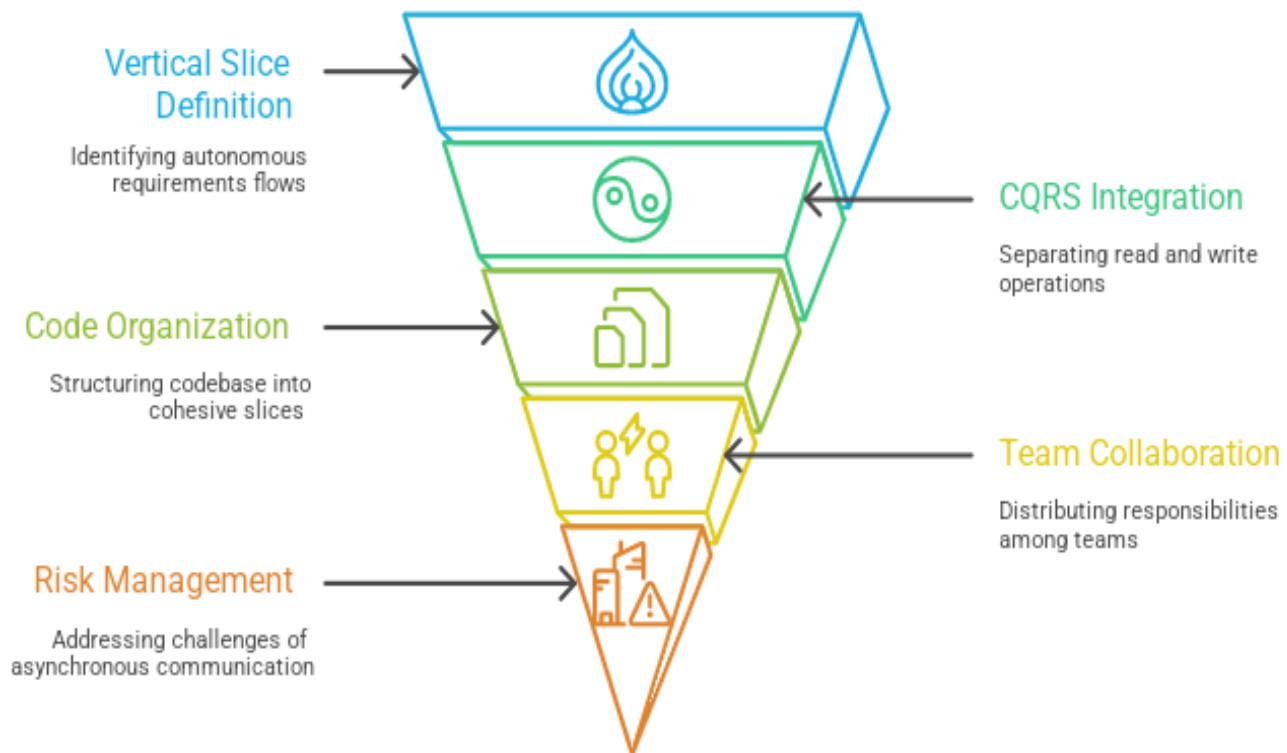 Vertical Slice
Definition
Identifying autonomous
requirements flows
CQRS Integration
Separating read and write
operations
Code Organization
Structuring codebase into
cohesive slices
Team Collaboration
Distributing responsibilities
among teams
Risk Management
Addressing challenges of
asynchronous communication